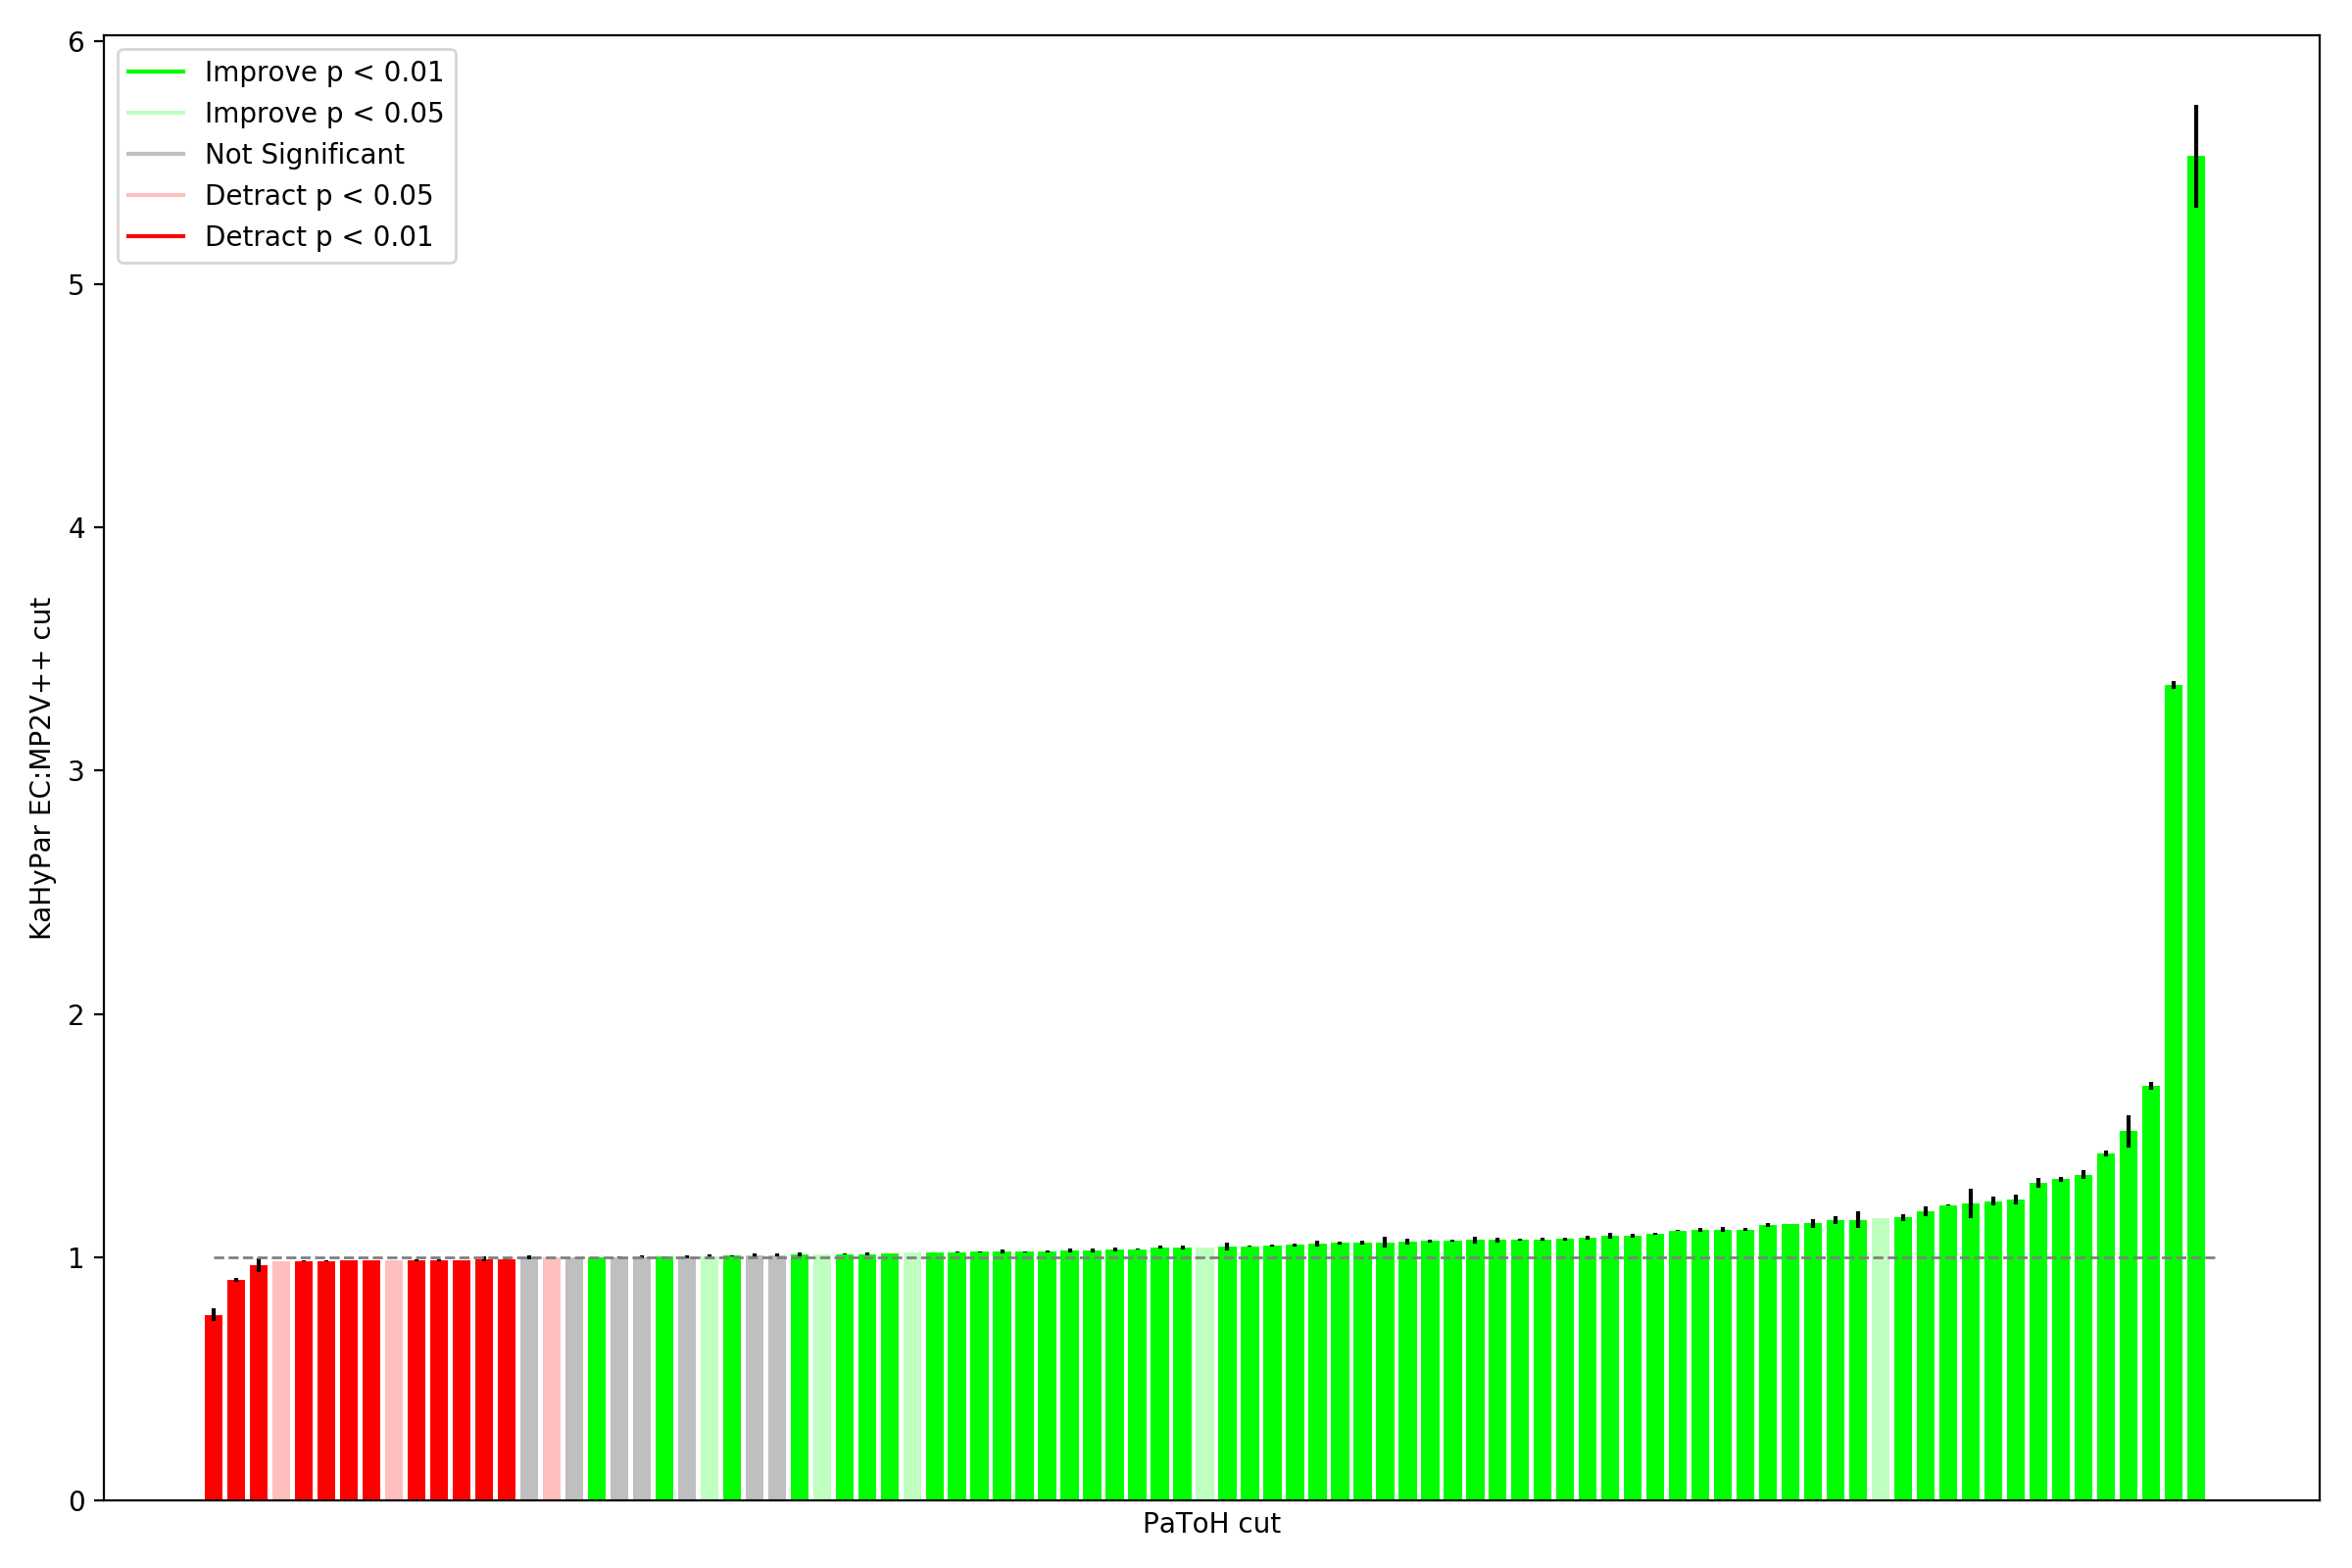 Improve p < 0.01
Improve p < 0.05
Not Significant
Detract p < 0.05
Detract p < 0.01
6
5
4
3
2
1
0
KaHyPar EC:MP2V++ cut
PaToH cut